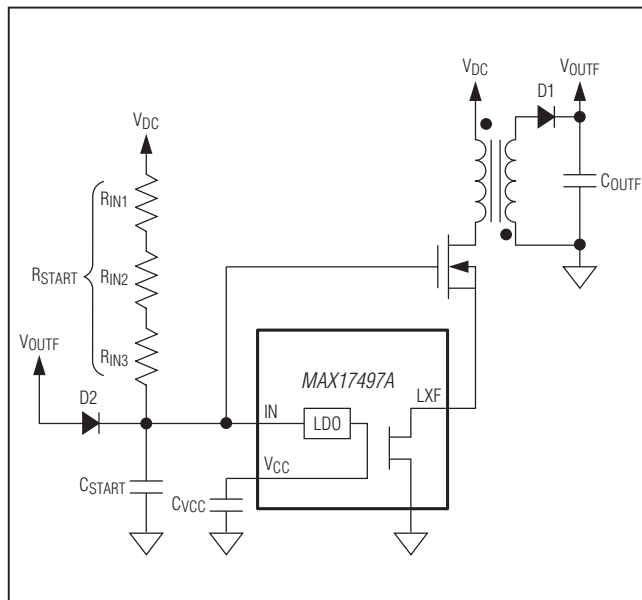 VDC
VOUTF
D1
VDC
COUTF
RIN1
RSTART
RIN2
RIN3
VOUTF
MAX17497A
D2
IN
LXF
LDO
VCC
CSTART
CVCC